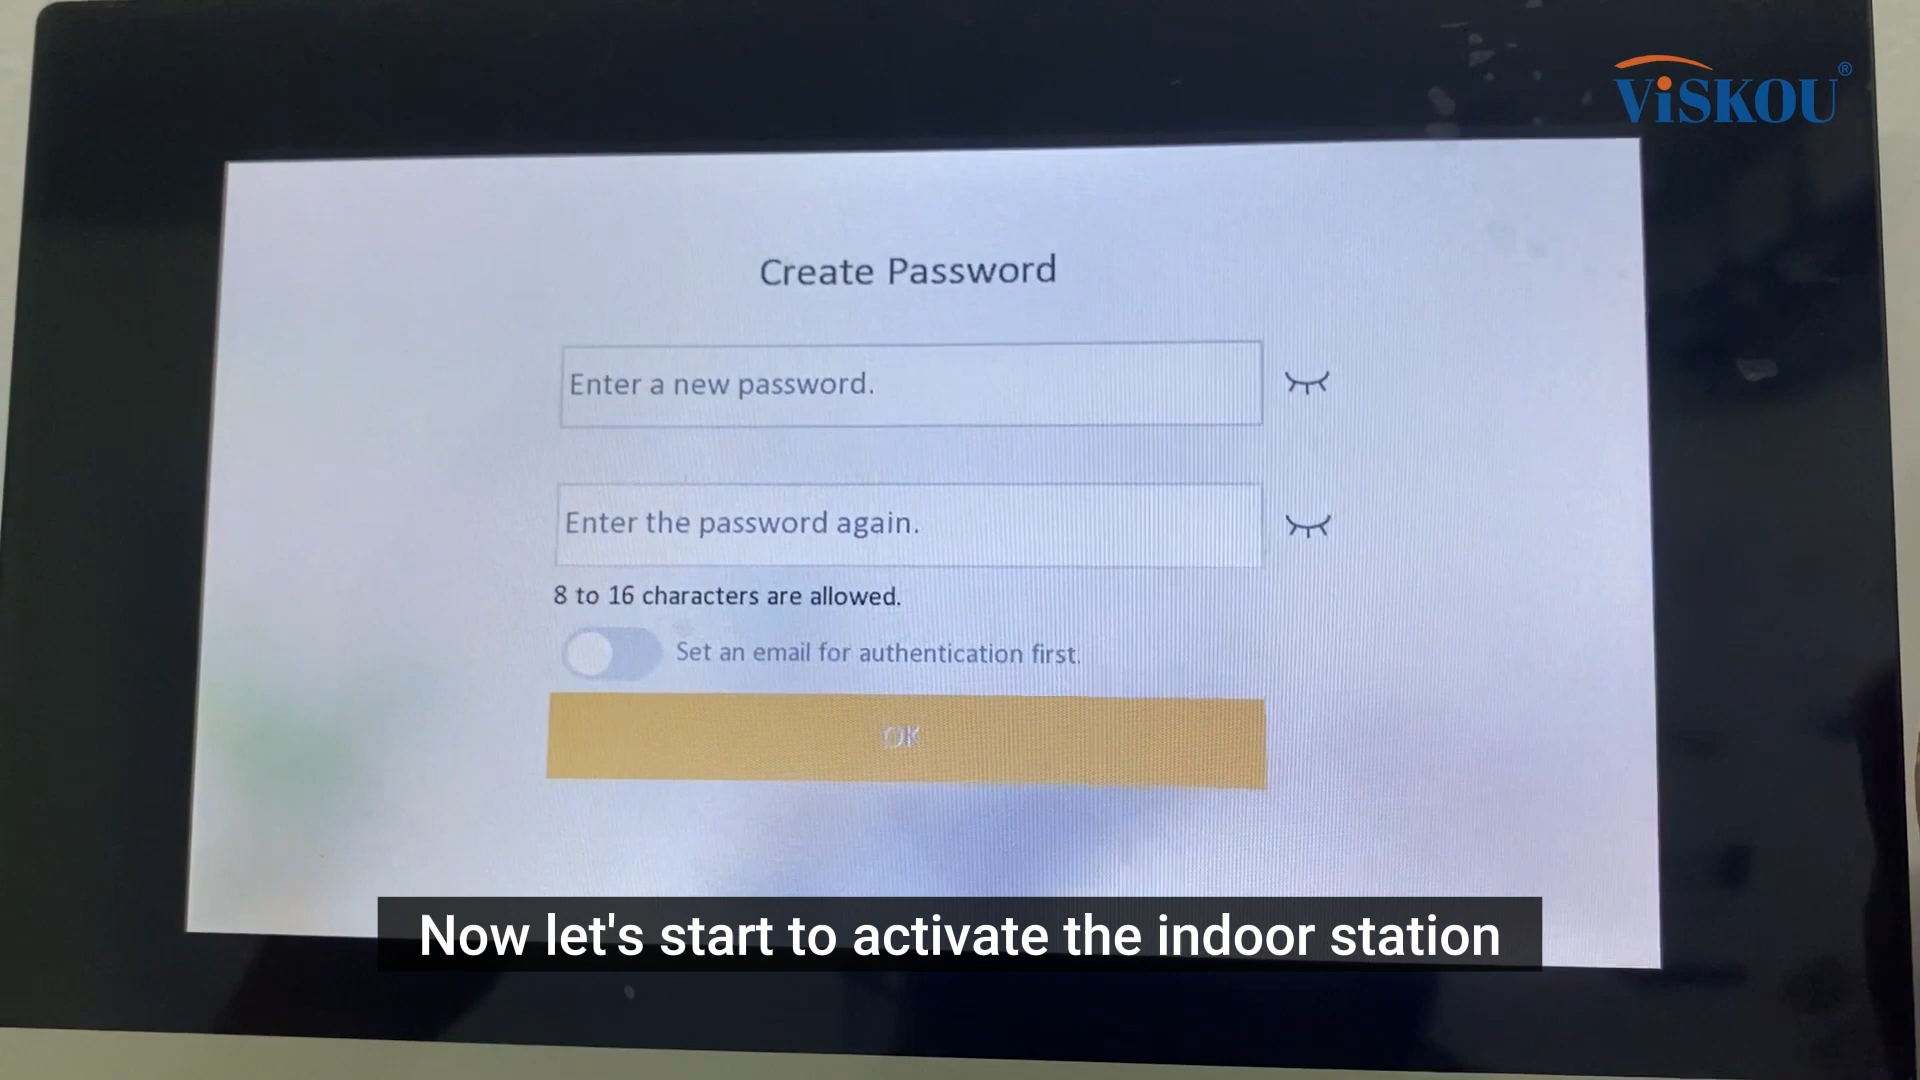 ViSKOU®
Create Password
Enter a new password.
Enter the password again.
8 to 16 characters are allowed.
Set an email for authentication first.
OK
Now let's start to activate the indoor station